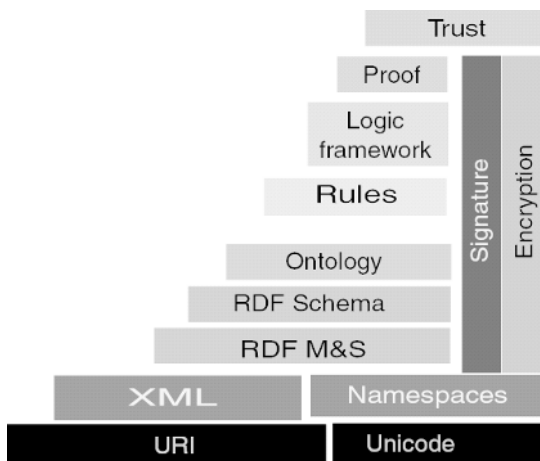 Trust
Proof
Logic
framework
Rules
Ontology
RDF Schema
RDF M&S
Signature
Encryption
XML
Namespaces
URI
Unicode